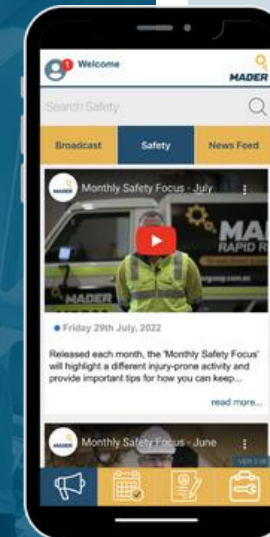 1
Welcome
MADER
Search Safety
Broadcast
Safety
News Feed
MADER
Monthly Safety Focus - July
MA
RAPID R
MADER
Friday 29th July, 2022
Released each month, the 'Monthly Safety Focus'
will highlight a different injury-prone activity and
provide important tips for how you can keep...
read more...
MADER
Monthly Safety Focus - June